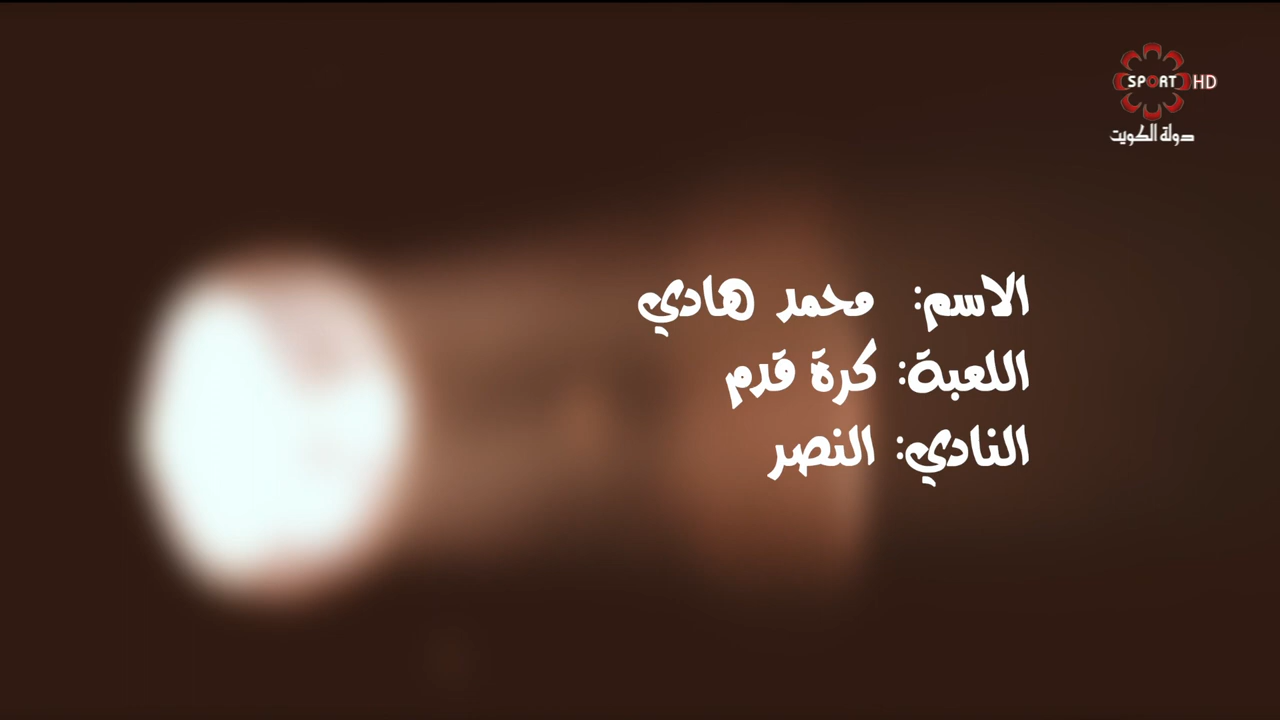 SPORT HD
دولة الكويت
الاسم: محمد هادي
اللعبة: كرة قدم
النادي: النصر